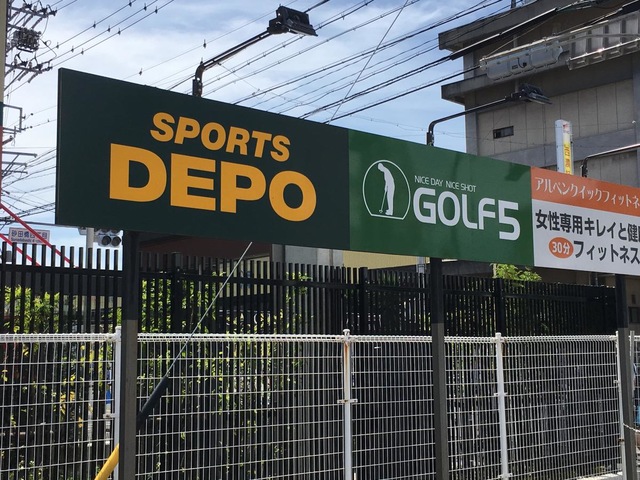 SPORTS
DEPO
NICE DAY NICE SHOT
GOLF5
アルペンクイックフィットネ
女性専用キレイと健
30分
フィットネス